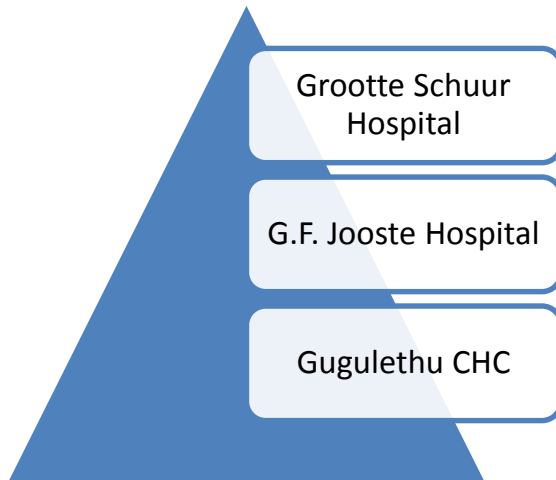 Grootte Schuur
Hospital
G.F. Jooste Hospital
Gugulethu CHC